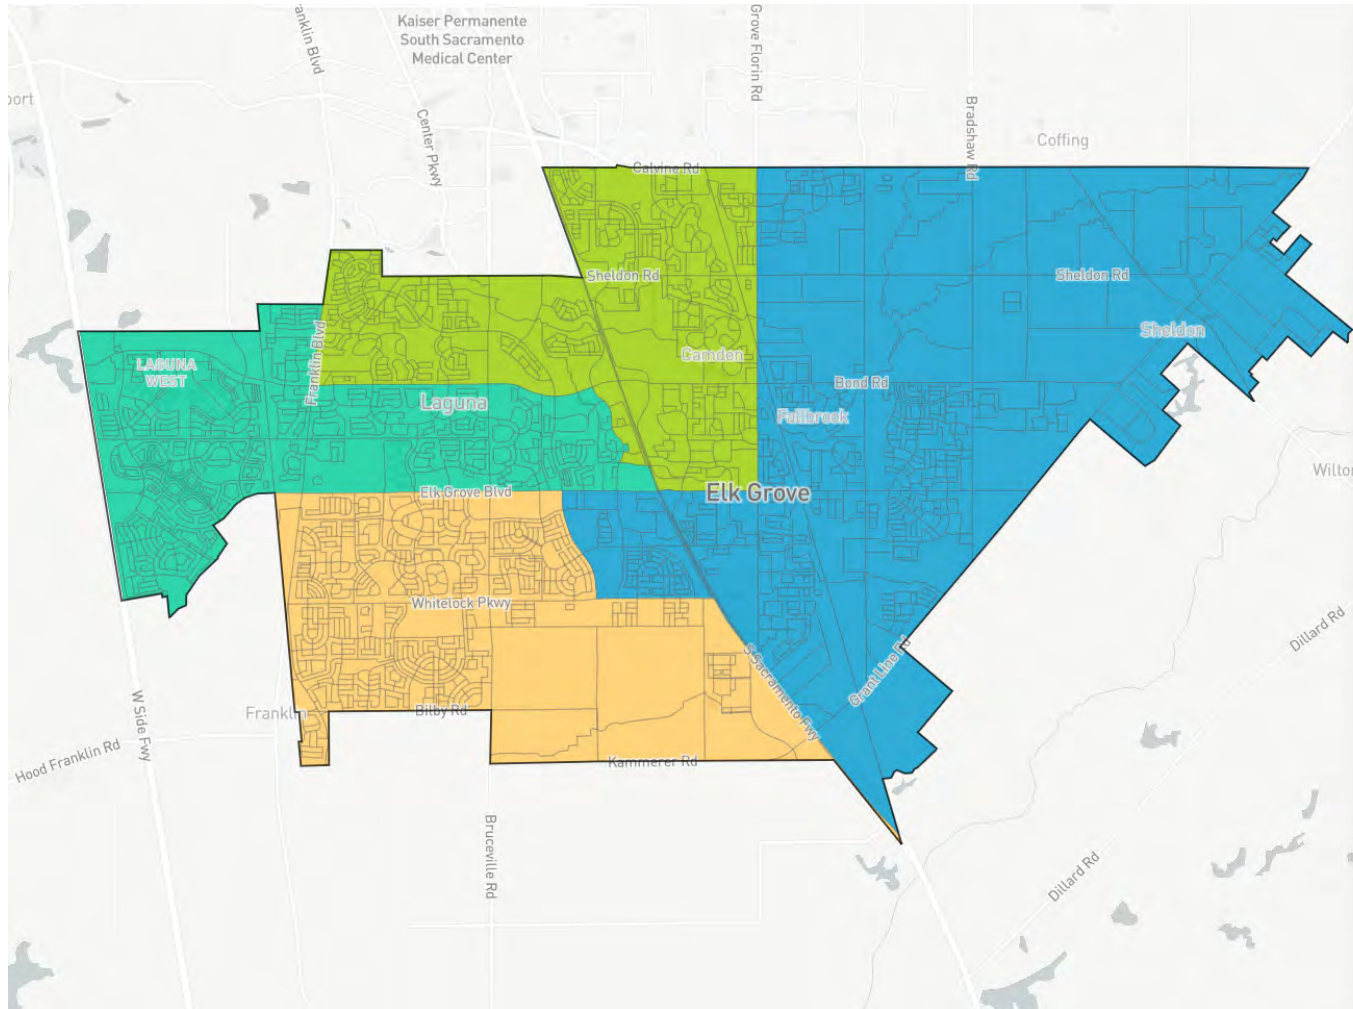 Kaiser Permanente
South Sacramento
Medical Center
anklin Blvd
Grove Florin Rd
port
Center Pkwy
Bradshaw Rd
Coffing
Calvine Rd
Sheldon Rd
Sheldon Rd
Sheldon
Franklin Blvd
Camden
LAGUNA
WEST
Bond Rd
Laguna
Fallbrook
Wilton
Elk Grove Blvd
Elk Grove
Whitelock Pkwy
Dillard Rd
S Sacramento Fwy
Grant Line Rd
W Side Fwy
Franklin
Bilby Rd
Hood Franklin Rd
Kammerer Rd
Bruceville Rd
Dillard Rd